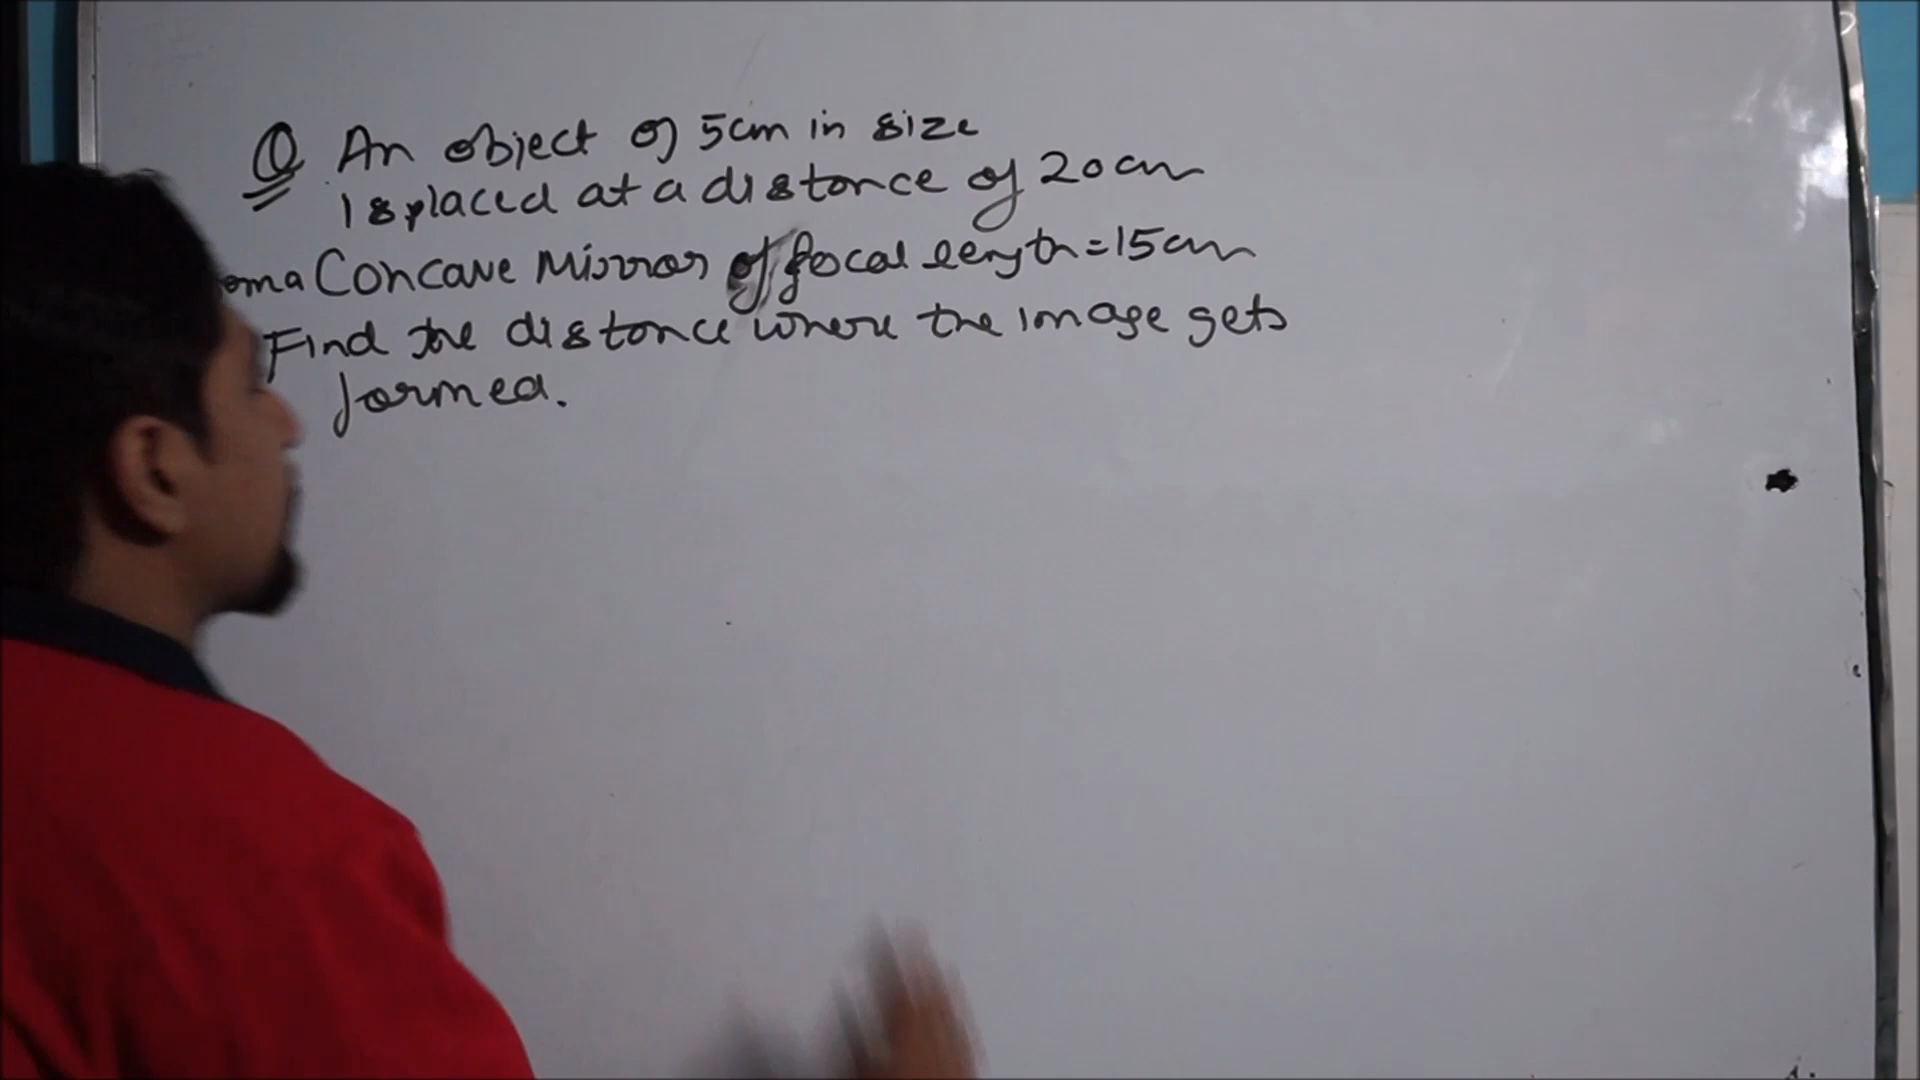 Q An object of 5cm in size
is placed at a distance of 20cm
from a Concave Mirror of focal length = 15cm
Find the distance where the image gets
formed.